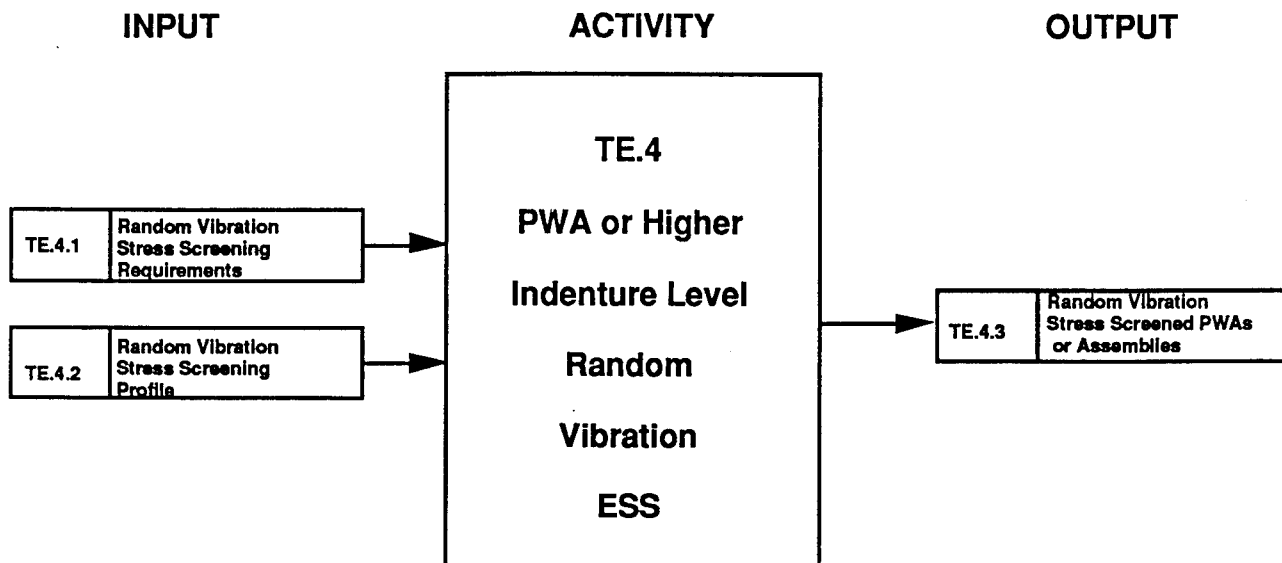 INPUT
ACTIVITY
OUTPUT
TE.4.1
Random Vibration
Stress Screening
Requirements
TE.4.2
Random Vibration
Stress Screening
Profile
TE.4
PWA or Higher
Indenture Level
Random
Vibration
ESS
TE.4.3
Random Vibration
Stress Screened PWAs
or Assemblies